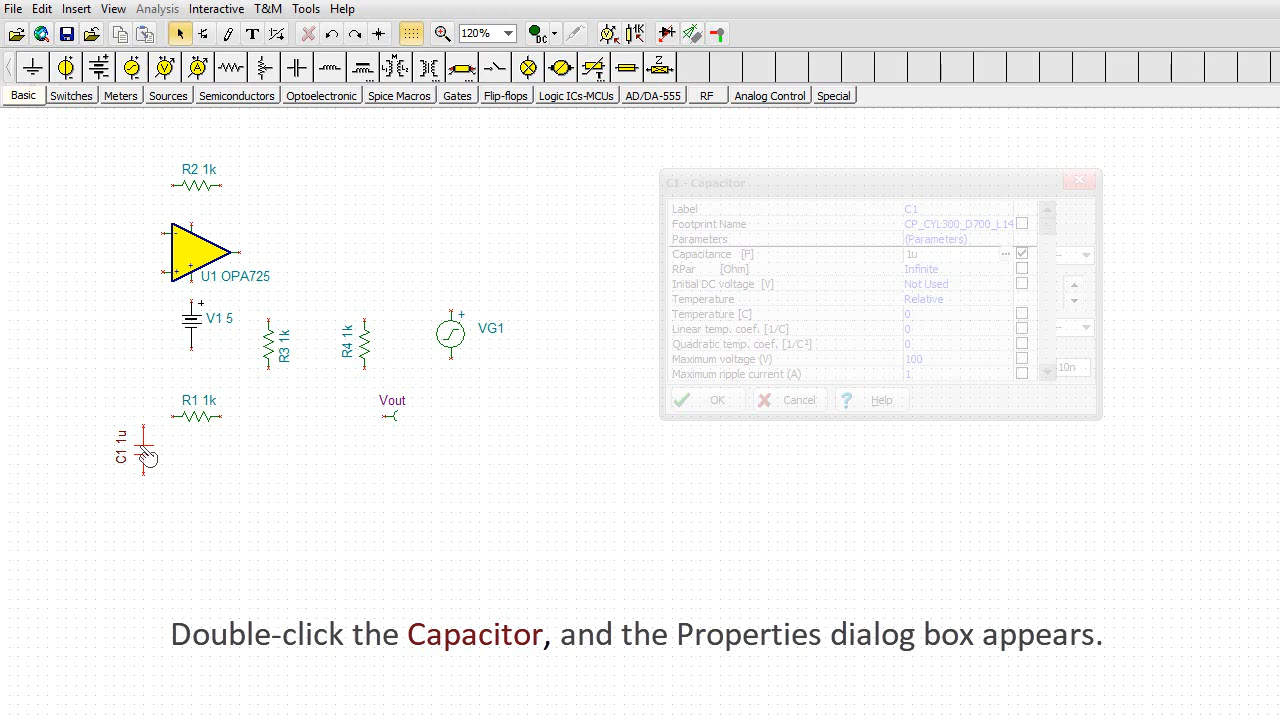 File Edit Insert View Analysis Interactive T&M Tools Help
120% DC
Basic Switches Meters Sources Semiconductors Optoelectronic Spice Macros Gates Flip-flops Logic ICs-MCUs AD/DA-555 RF Analog Control Special
R2 1k
U1 OPA725
V1 5
R3 1k
R4 1k
VG1
R1 1k
Vout
C1 1u
C1 - Capacitor
Label C1
Footprint Name CP_CYL300_D700_L14
Parameters (Parameters)
Capacitance [F] 1u ...
RPar [Ohm] Infinite
Initial DC voltage [V] Not Used
Temperature Relative
Temperature [C] 0
Linear temp. coef. [1/C] 0
Quadratic temp. coef. [1/C²] 0
Maximum voltage (V) 100
Maximum ripple current (A) 1
10n
OK Cancel ? Help
Double-click the Capacitor, and the Properties dialog box appears.